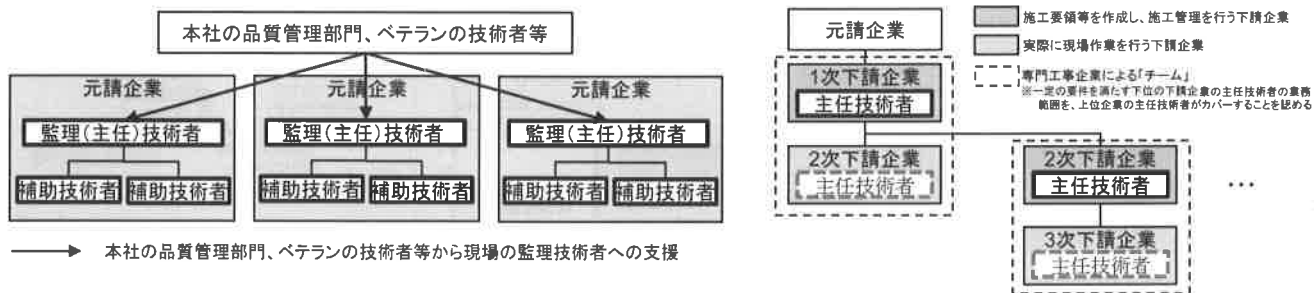 本社の品質管理部門、ベテランの技術者等
元請企業
監理(主任)技術者
補助技術者
補助技術者
元請企業
監理(主任)技術者
補助技術者
補助技術者
元請企業
監理(主任)技術者
補助技術者
補助技術者
本社の品質管理部門、ベテランの技術者等から現場の監理技術者への支援
元請企業
1次下請企業
主任技術者
2次下請企業
主任技術者
2次下請企業
主任技術者
3次下請企業
主任技術者
…
施工要領等を作成し、施工管理を行う下請企業
実際に現場作業を行う下請企業
専門工事企業による「チーム」
※一定の要件を満たす下位の下請企業の主任技術者の業務
範囲を、上位企業の主任技術者がカバーすることを認める